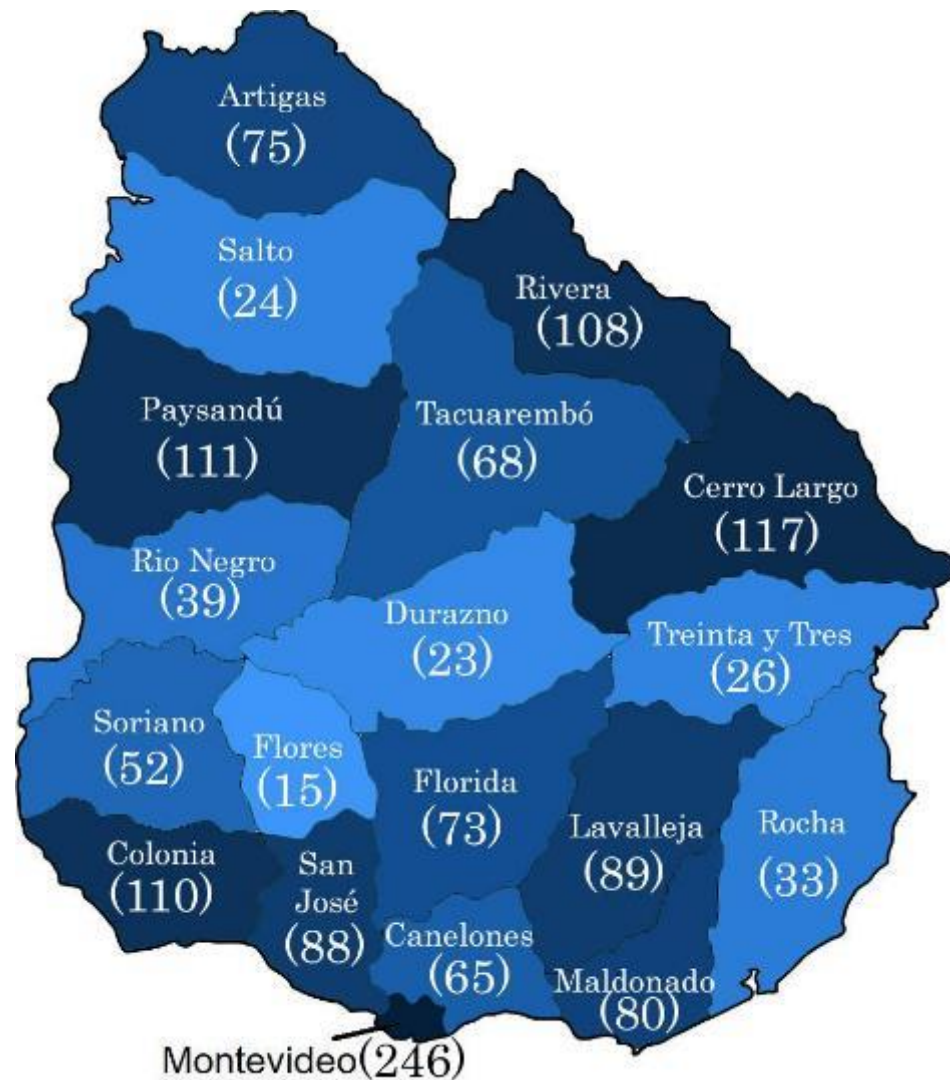 Artigas
(75)
Salto
(24)
Rivera
(108)
Paysandú
(111)
Tacuarembó
(68)
Cerro Largo
(117)
Rio Negro
(39)
Durazno
(23)
Treinta y Tres
(26)
Soriano
(52)
Flores
(15)
Florida
(73)
Lavalleja
(89)
Rocha
(33)
Colonia
(110)
San
José
(88)
Canelones
(65)
Maldonado
(80)
Montevideo(246)